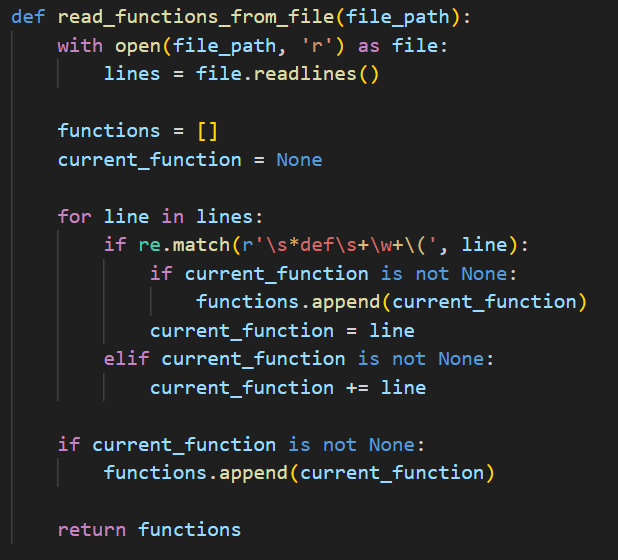 def read_functions_from_file(file_path):
    with open(file_path, 'r') as file:
        lines = file.readlines()

    functions = []
    current_function = None

    for line in lines:
        if re.match(r'\s*def\s+\w+\(', line):
            if current_function is not None:
                functions.append(current_function)
            current_function = line
        elif current_function is not None:
            current_function += line

    if current_function is not None:
        functions.append(current_function)

    return functions